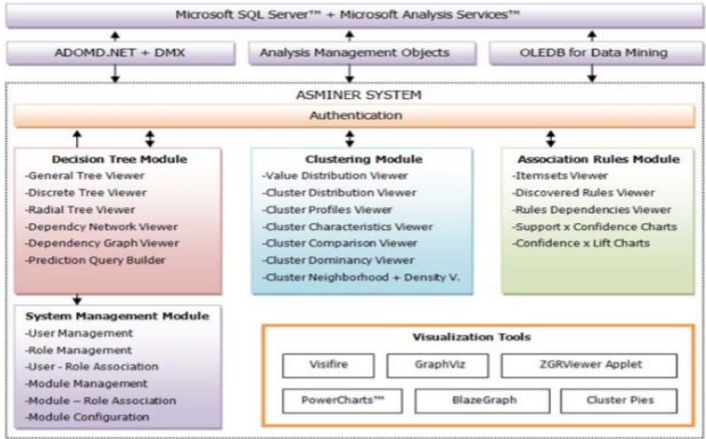 Microsoft SQL Server™ + Microsoft Analysis Services™
ADOMD.NET + DMX
Analysis Management Objects
OLEDB for Data Mining
ASMINER SYSTEM
Authentication
Decision Tree Module
-General Tree Viewer
-Discrete Tree Viewer
-Radial Tree Viewer
-Dependcy Network Viewer
-Dependency Graph Viewer
-Prediction Query Builder
Clustering Module
-Value Distribution Viewer
-Cluster Distribution Viewer
-Cluster Profiles Viewer
-Cluster Characteristics Viewer
-Cluster Comparison Viewer
-Cluster Dominancy Viewer
-Cluster Neighborhood + Density V.
Association Rules Module
-Itemsets Viewer
-Discovered Rules Viewer
-Rules Dependencies Viewer
-Support x Confidence Charts
-Confidence x Lift Charts
System Management Module
-User Management
-Role Management
-User - Role Association
-Module Management
-Module – Role Association
-Module Configuration
Visualization Tools
Visifire
GraphViz
ZGRViewer Applet
PowerCharts™
BlazeGraph
Cluster Pies